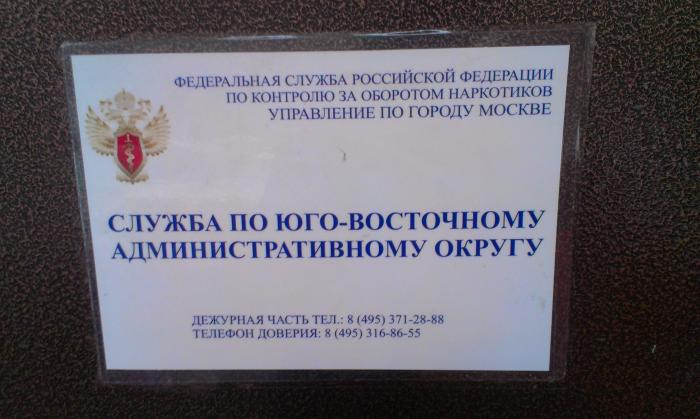 ФЕДЕРАЛЬНАЯ СЛУЖБА РОССИЙСКОЙ ФЕДЕРАЦИИ
ПО КОНТРОЛЮ ЗА ОБОРОТОМ НАРКОТИКОВ
УПРАВЛЕНИЕ ПО ГОРОДУ МОСКВЕ
СЛУЖБА ПО ЮГО-ВОСТОЧНОМУ
АДМИНИСТРАТИВНОМУ ОКРУГУ
ДЕЖУРНАЯ ЧАСТЬ ТЕЛ.: 8 (495) 371-28-88
ТЕЛЕФОН ДОВЕРИЯ: 8 (495) 316-86-55